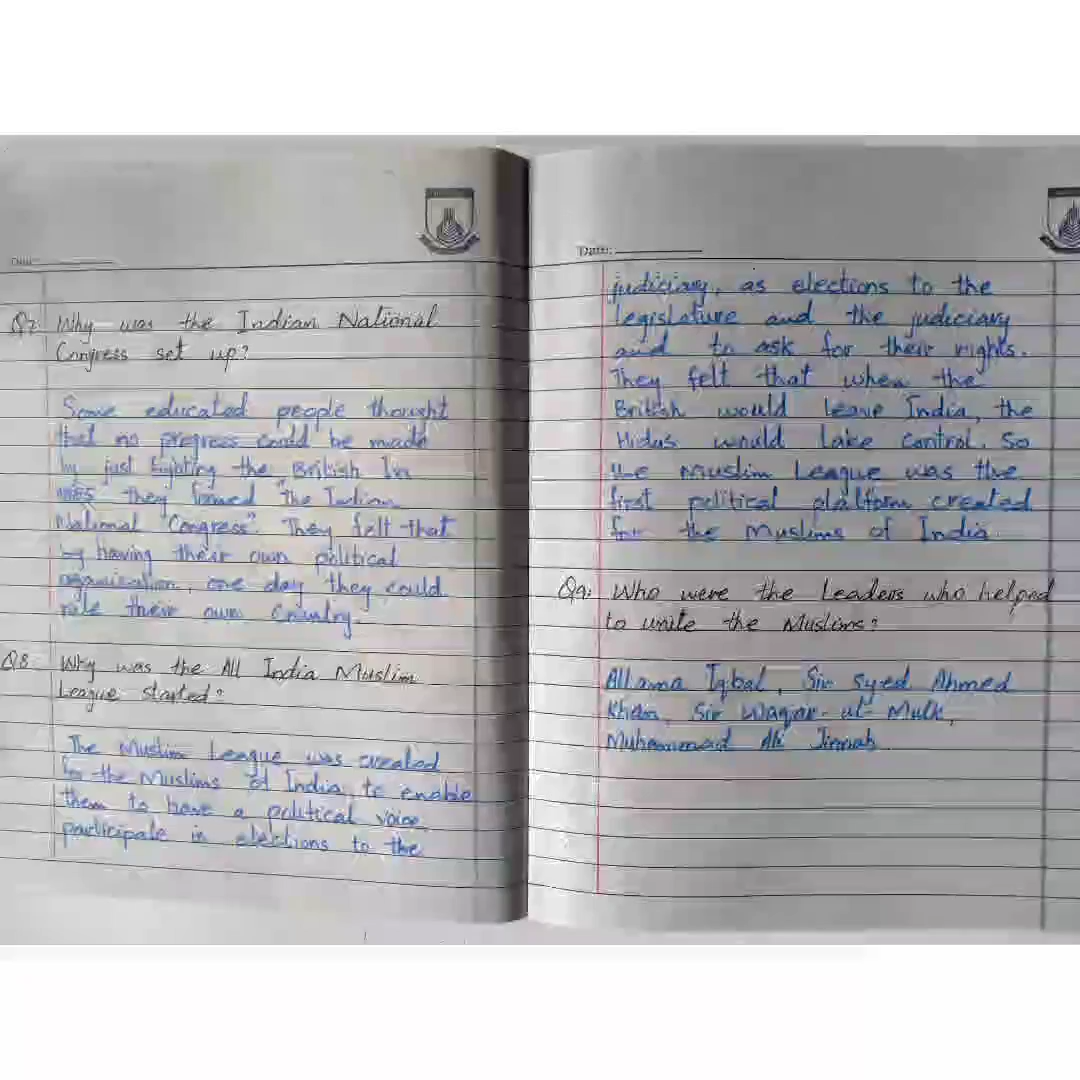 Date:
Q7: Why was the Indian National
Congress set up?
Some educated people thought
that no progress could be made
by just fighting the British In
1885 they formed "the Indian
National "Congress". They felt that
by having their own political
organisation, one day they could
rule their own Country.
Q8 Why was the All India Muslim
League started?
The Muslim League was created
for the Muslims of India, to enable
them to have a political voice,
participate in elections to the
Date:
judiciary, as elections to the
legislature and the judiciary
and to ask for their rights.
They felt that when the
British would leave India, the
Hidus would take control. So
the Muslim League was the
first political platform created
for the Muslims of India.
Q9: Who were the Leaders who helped
to unite the Muslims?
Allama Iqbal, Sir Syed Ahmed
Khan, Sir Waqar-ul-Mulk,
Muhammad Ali Jinnah